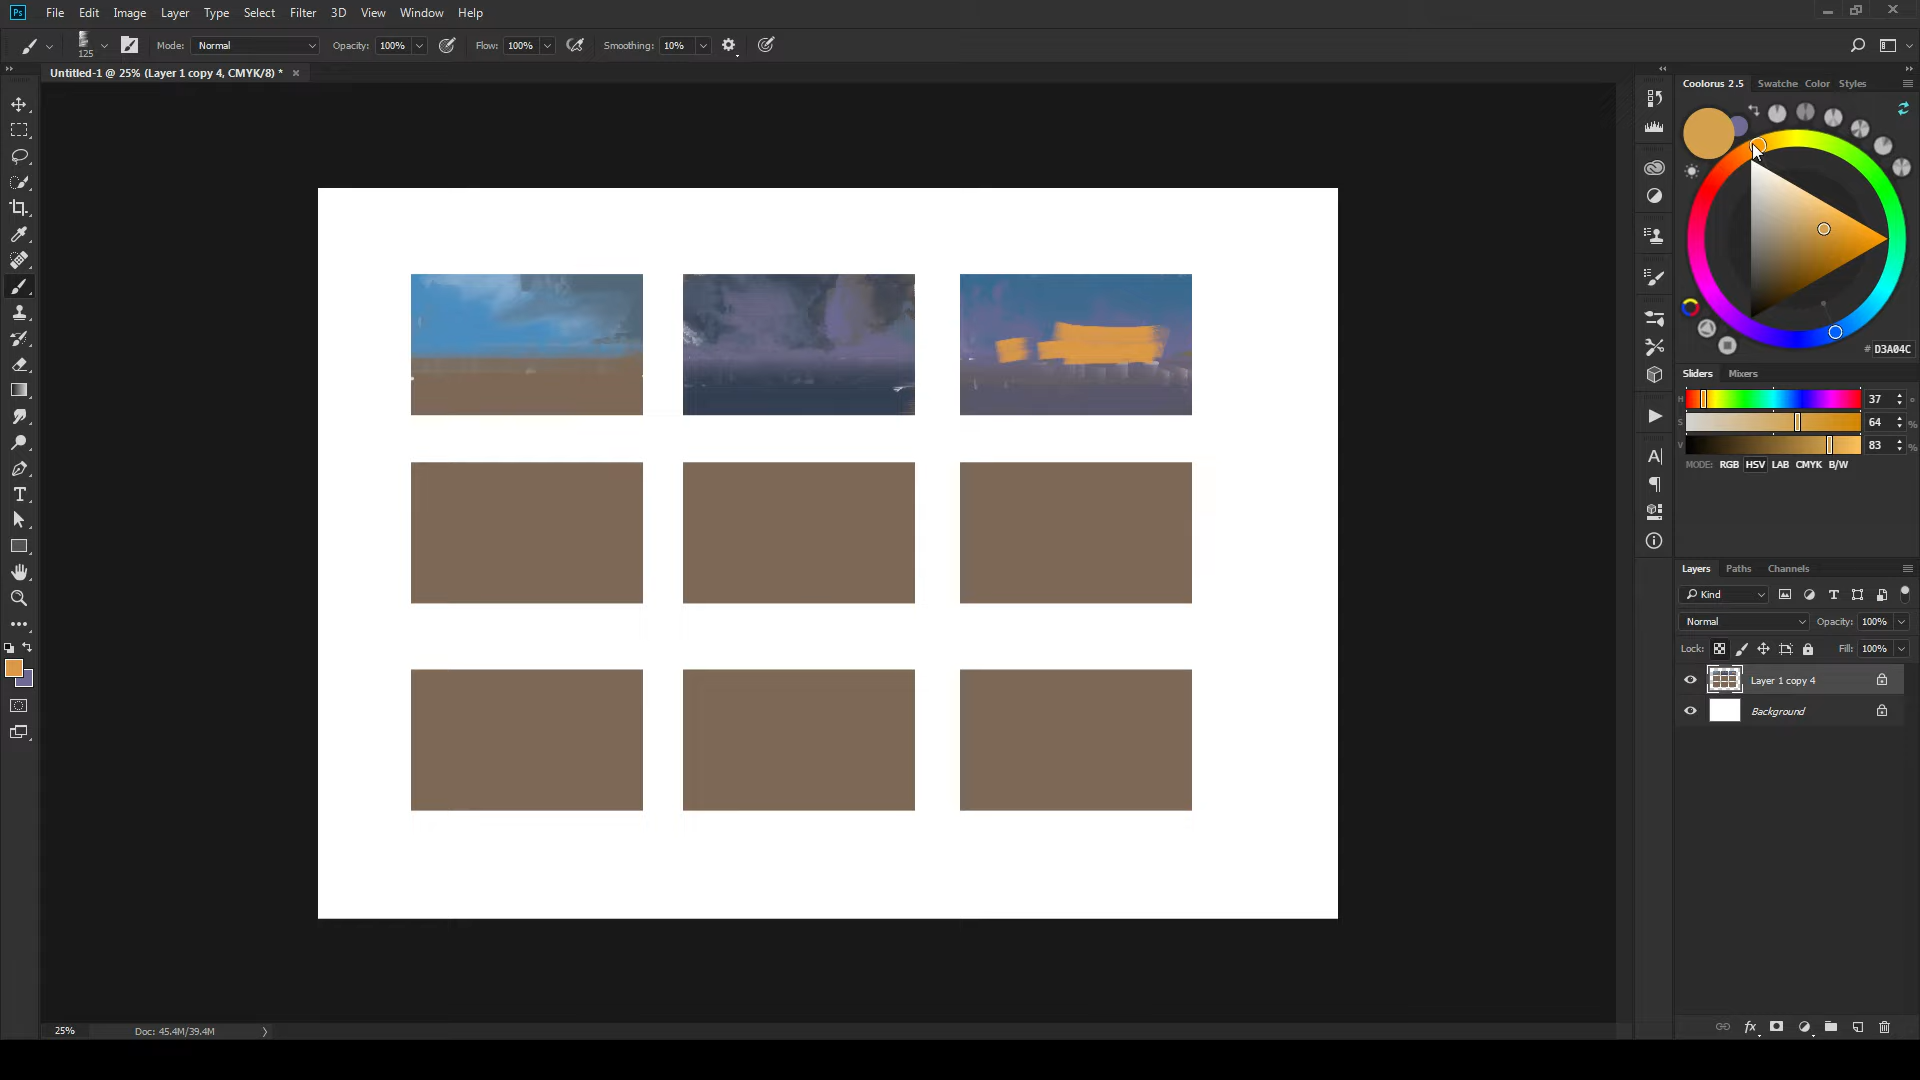 Ps File Edit Image Layer Type Select Filter 3D View Window Help
125 Mode: Normal Opacity: 100% Flow: 100% Smoothing: 10%
Untitled-1 @ 25% (Layer 1 copy 4, CMYK/8) *
Coolorus 2.5 Swatche Color Styles
# D3A04C
Sliders Mixers
H 37 °
S 64 %
V 83 %
MODE: RGB HSV LAB CMYK B/W
Layers Paths Channels
Kind
Normal Opacity: 100%
Lock: Fill: 100%
Layer 1 copy 4
Background
25% Doc: 45.4M/39.4M